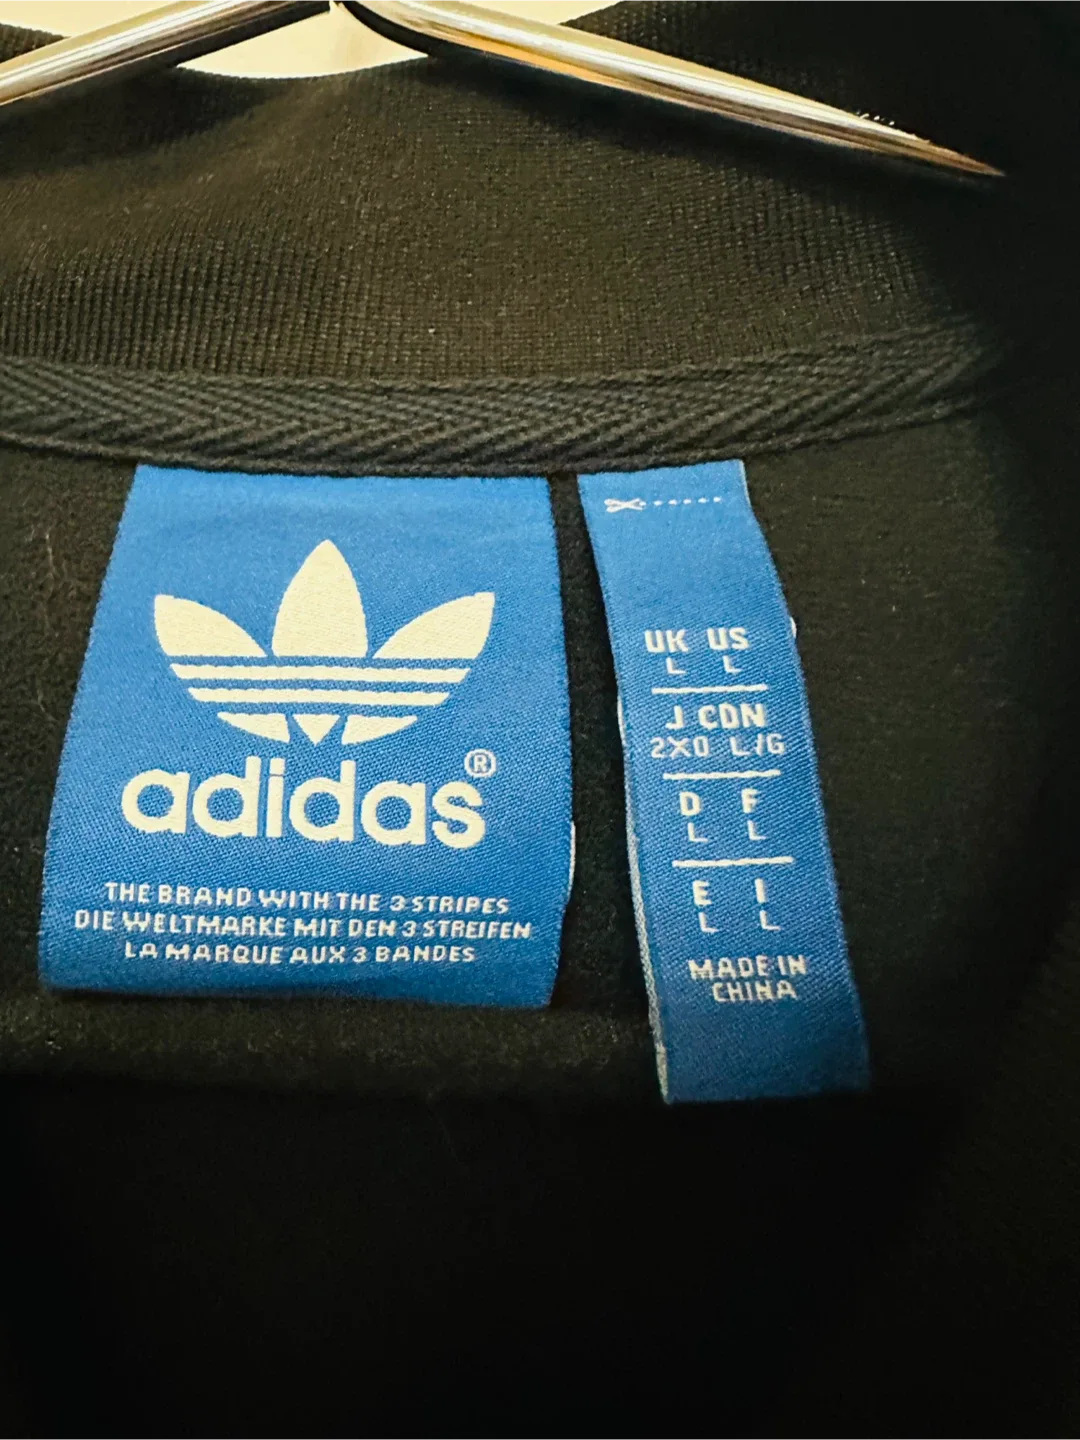 adidas®
THE BRAND WITH THE 3 STRIPES
DIE WELTMARKE MIT DEN 3 STREIFEN
LA MARQUE AUX 3 BANDES
UK US
L L
J CDN
2XO L/G
D F
L L
E I
L L
MADE IN
CHINA